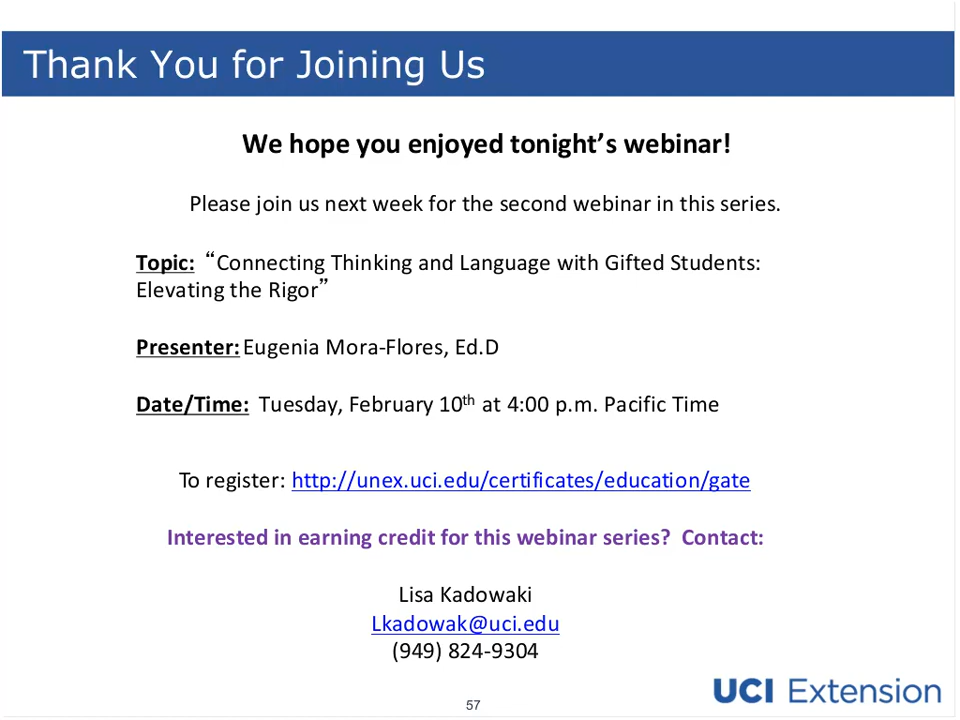 Thank You for Joining Us
We hope you enjoyed tonight’s webinar!
Please join us next week for the second webinar in this series.
Topic: “Connecting Thinking and Language with Gifted Students:
Elevating the Rigor”
Presenter: Eugenia Mora-Flores, Ed.D
Date/Time: Tuesday, February 10th at 4:00 p.m. Pacific Time
To register: http://unex.uci.edu/certificates/education/gate
Interested in earning credit for this webinar series? Contact:
Lisa Kadowaki
Lkadowak@uci.edu
(949) 824-9304
57
UCI Extension